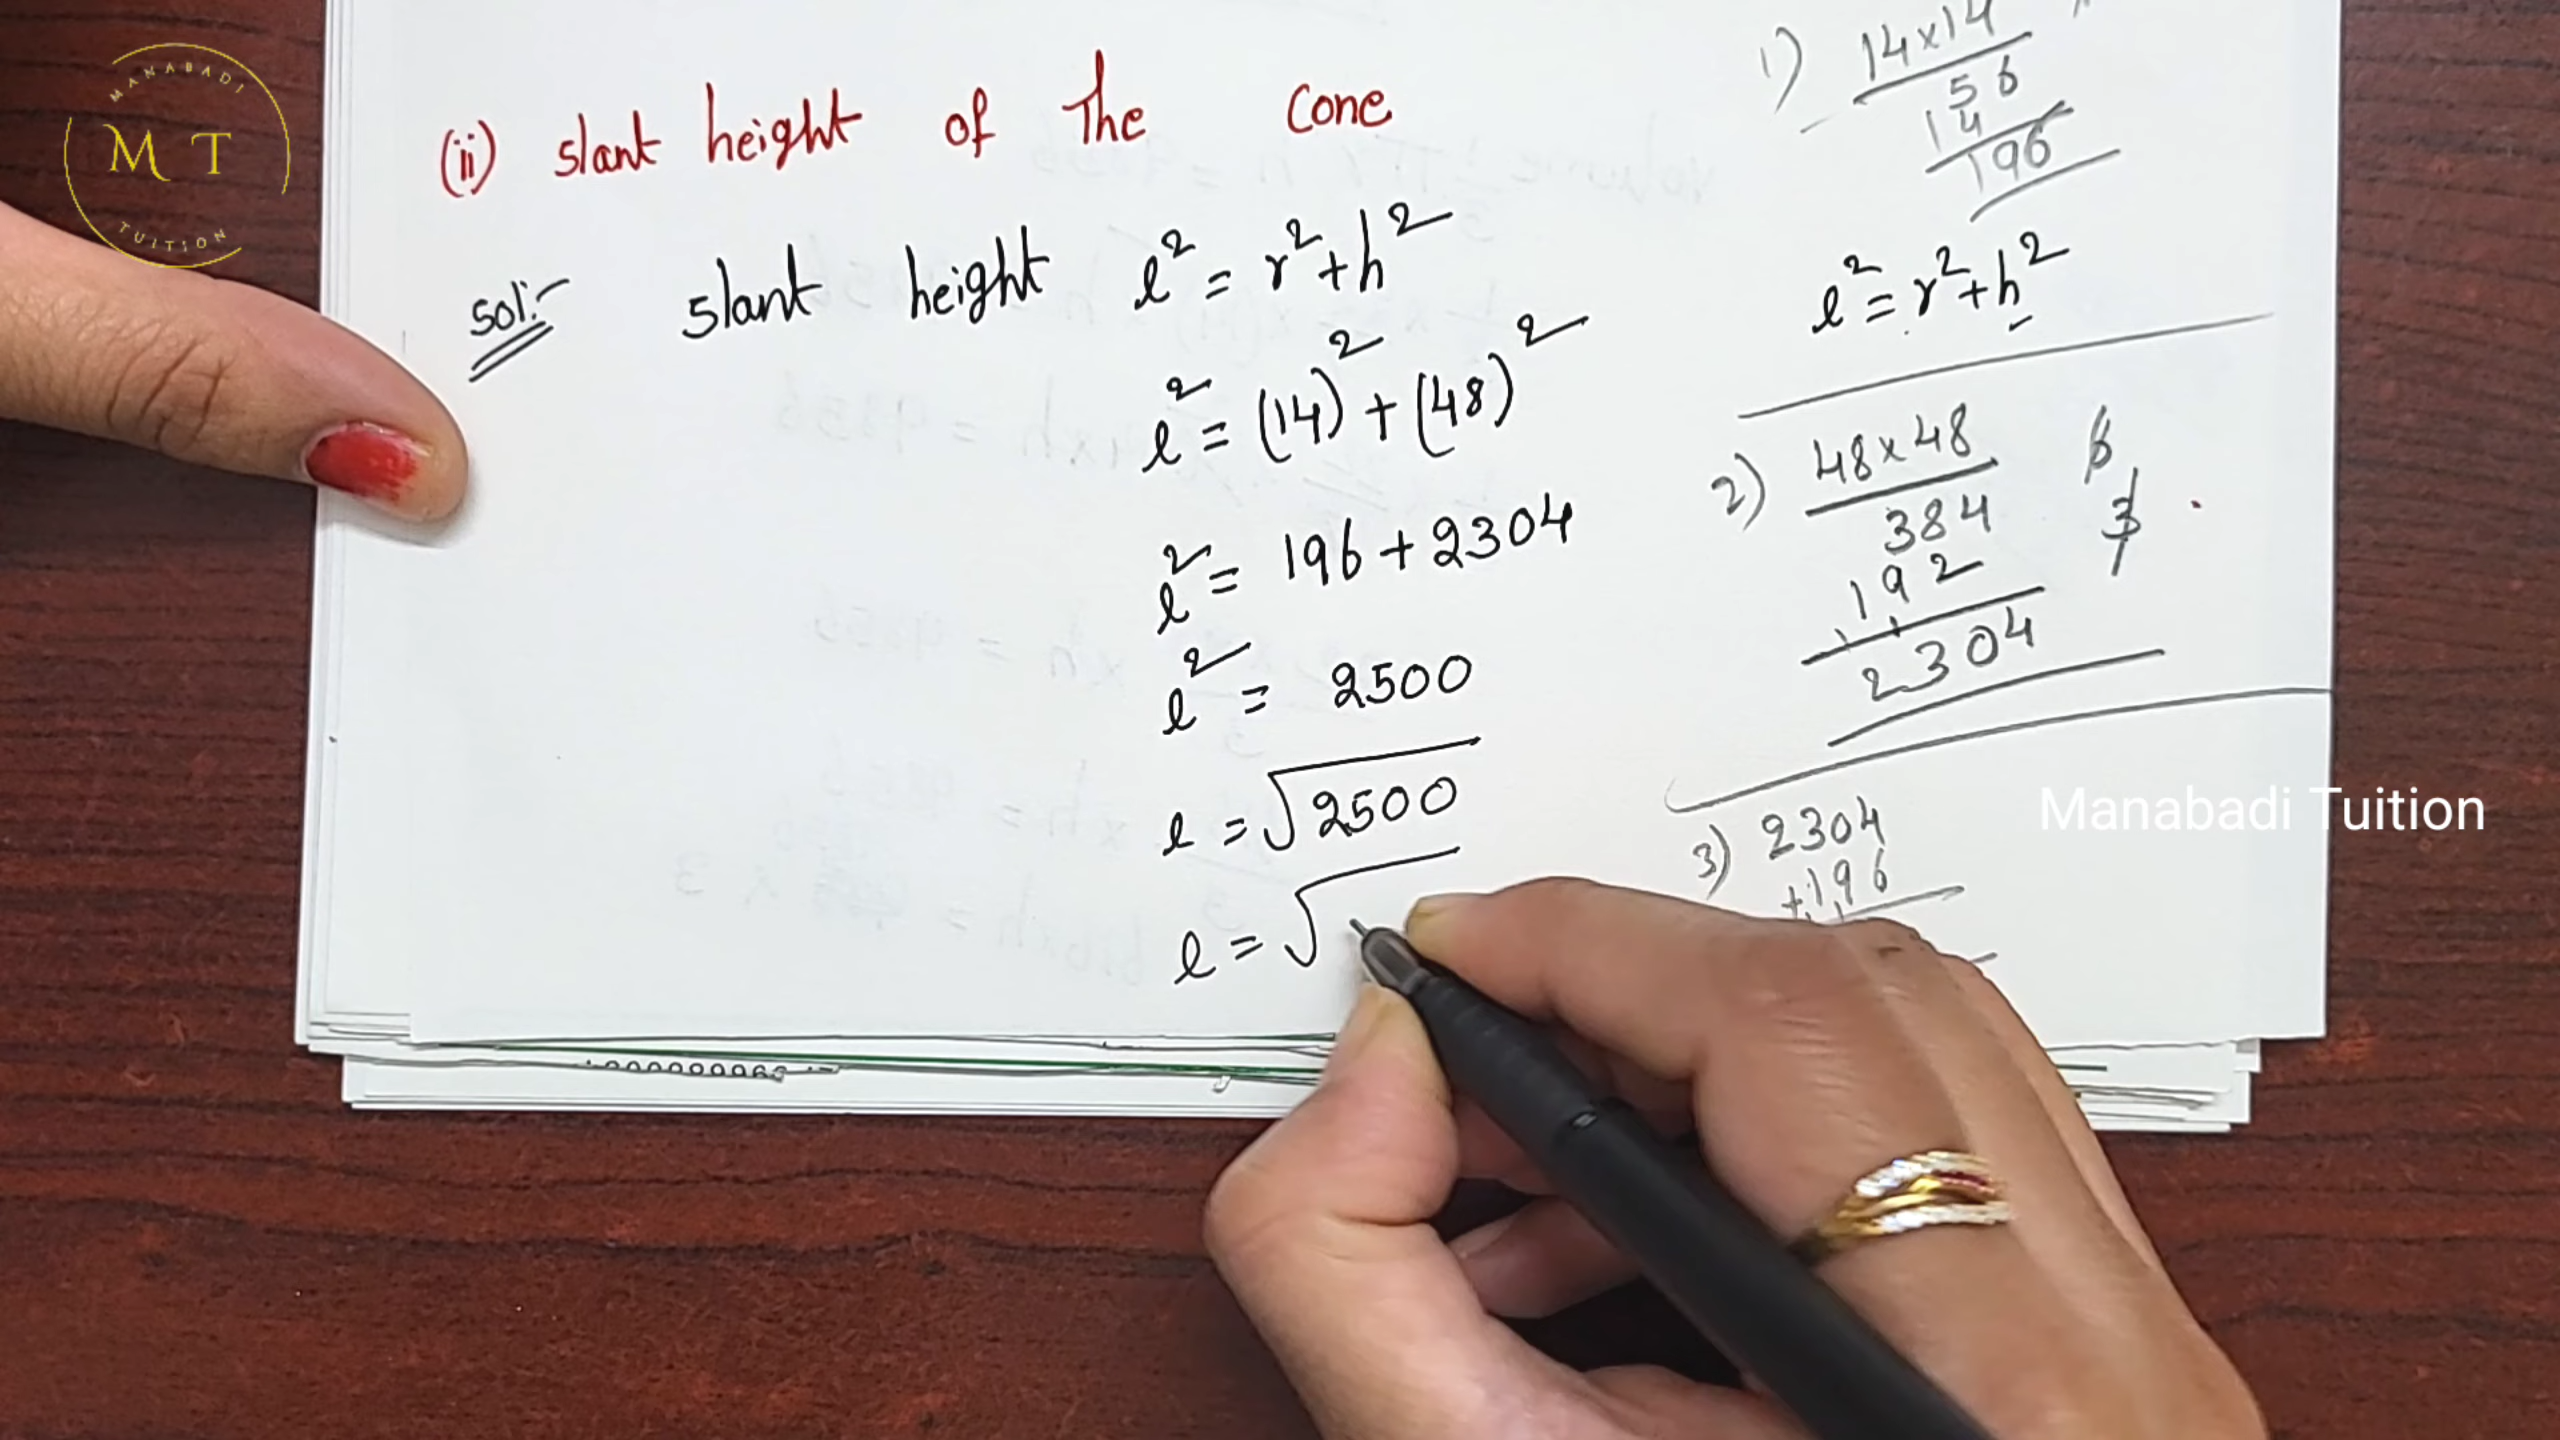 MANABADI
M T
TUITION
(ii) slant height of the cone
Sol:- slant height l² = r² + h²
l² = (14)² + (48)²
l² = 196 + 2304
l² = 2500
l = √2500
l = √
1) 14×14
56
14
196
l² = r² + h²
2) 48×48
384
192
2304
6
3
3) 2304
+196
Manabadi Tuition